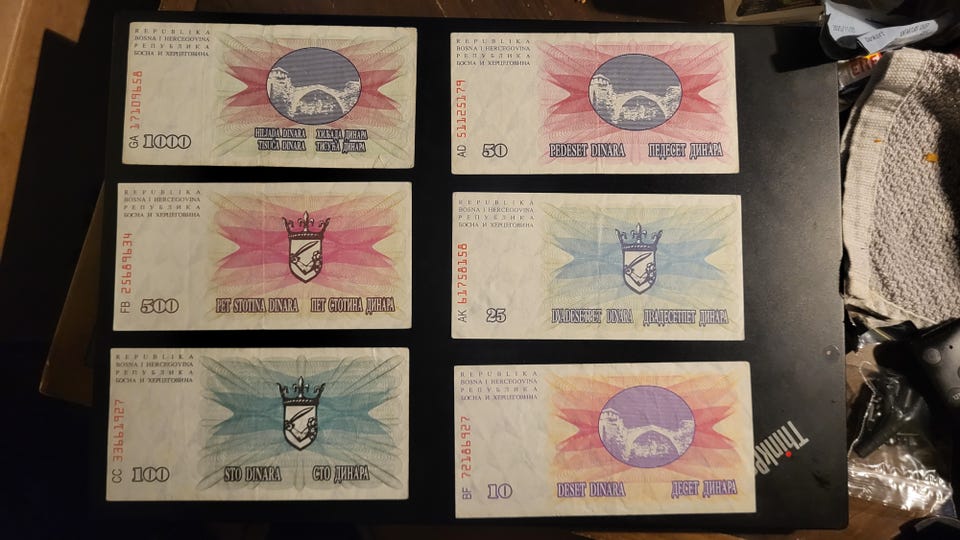 REPUBLIKA
BOSNA I HERCEGOVINA
РЕПУБЛИКА
БОСНА И ХЕРЦЕГОВИНА
GA 17109658
1000
HILJADA DINARA ХИЉАДА ДИНАРА
TISUĆA DINARA ТИСУЋА ДИНАРА
REPUBLIKA
BOSNA I HERCEGOVINA
РЕПУБЛИКА
БОСНА И ХЕРЦЕГОВИНА
AD 51125179
50
PEDESET DINARA ПЕДЕСЕТ ДИНАРА
REPUBLIKA
BOSNA I HERCEGOVINA
РЕПУБЛИКА
БОСНА И ХЕРЦЕГОВИНА
FB 25689634
500
PET STOTINA DINARA ПЕТ СТОТИНА ДИНАРА
REPUBLIKA
BOSNA I HERCEGOVINA
РЕПУБЛИКА
БОСНА И ХЕРЦЕГОВИНА
AK 61758158
25
DVADESETPET DINARA ДВАДЕСЕТПЕТ ДИНАРА
REPUBLIKA
BOSNA I HERCEGOVINA
РЕПУБЛИКА
БОСНА И ХЕРЦЕГОВИНА
CC 33661927
100
STO DINARA СТО ДИНАРА
REPUBLIKA
BOSNA I HERCEGOVINA
РЕПУБЛИКА
БОСНА И ХЕРЦЕГОВИНА
BF 72186927
10
DESET DINARA ДЕСЕТ ДИНАРА
ThinkP